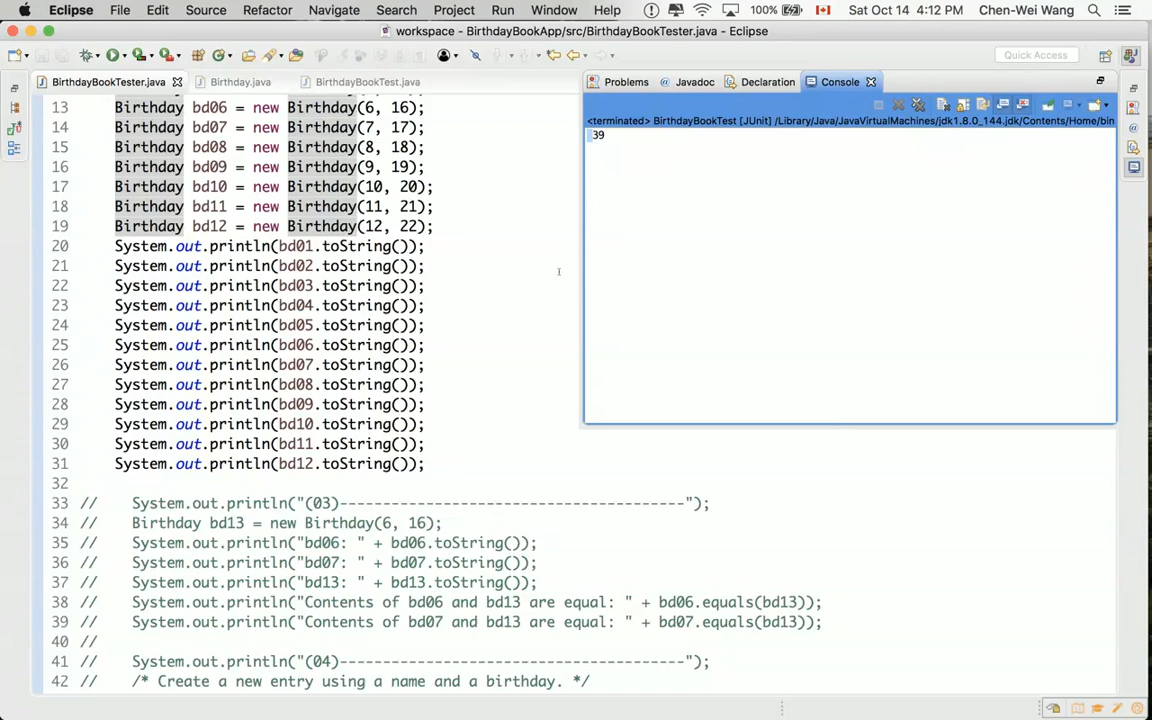 Eclipse File Edit Source Refactor Navigate Search Project Run Window Help 100% Sat Oct 14 4:12 PM Chen-Wei Wang
workspace - BirthdayBookApp/src/BirthdayBookTester.java - Eclipse
Quick Access
BirthdayBookTester.java Birthday.java BirthdayBookTest.java
Problems @ Javadoc Declaration Console
<terminated> BirthdayBookTest [JUnit] /Library/Java/JavaVirtualMachines/jdk1.8.0_144.jdk/Contents/Home/bin
39
13 Birthday bd06 = new Birthday(6, 16);
14 Birthday bd07 = new Birthday(7, 17);
15 Birthday bd08 = new Birthday(8, 18);
16 Birthday bd09 = new Birthday(9, 19);
17 Birthday bd10 = new Birthday(10, 20);
18 Birthday bd11 = new Birthday(11, 21);
19 Birthday bd12 = new Birthday(12, 22);
20 System.out.println(bd01.toString());
21 System.out.println(bd02.toString());
22 System.out.println(bd03.toString());
23 System.out.println(bd04.toString());
24 System.out.println(bd05.toString());
25 System.out.println(bd06.toString());
26 System.out.println(bd07.toString());
27 System.out.println(bd08.toString());
28 System.out.println(bd09.toString());
29 System.out.println(bd10.toString());
30 System.out.println(bd11.toString());
31 System.out.println(bd12.toString());
32
33 // System.out.println("(03)----------------------------------------");
34 // Birthday bd13 = new Birthday(6, 16);
35 // System.out.println("bd06: " + bd06.toString());
36 // System.out.println("bd07: " + bd07.toString());
37 // System.out.println("bd13: " + bd13.toString());
38 // System.out.println("Contents of bd06 and bd13 are equal: " + bd06.equals(bd13));
39 // System.out.println("Contents of bd07 and bd13 are equal: " + bd07.equals(bd13));
40 //
41 // System.out.println("(04)----------------------------------------");
42 // /* Create a new entry using a name and a birthday. */